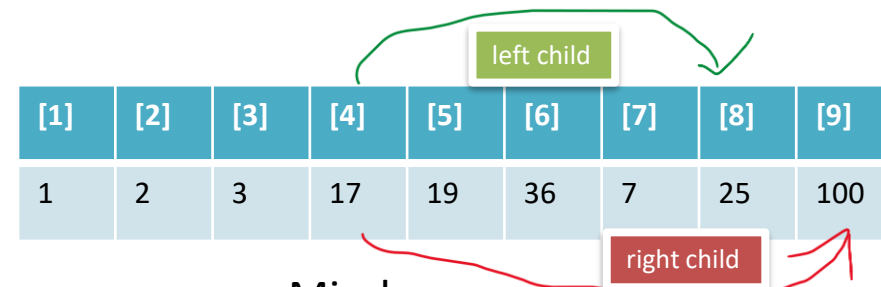 left child
[1] [2] [3] [4] [5] [6] [7] [8] [9]
1 2 3 17 19 36 7 25 100
right child